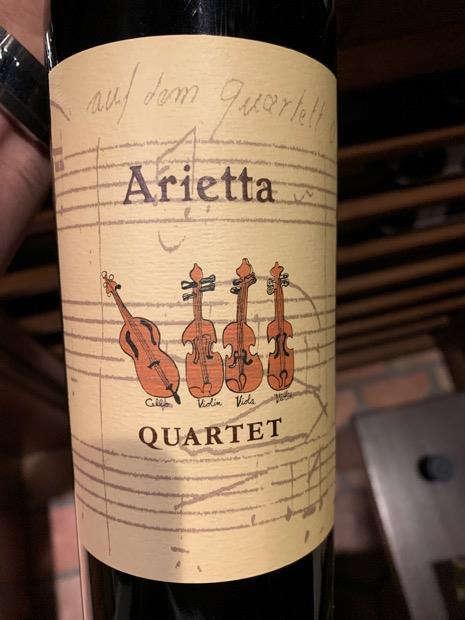 auf dem quartett
Arietta
Cello Violin Viola Violin
QUARTET